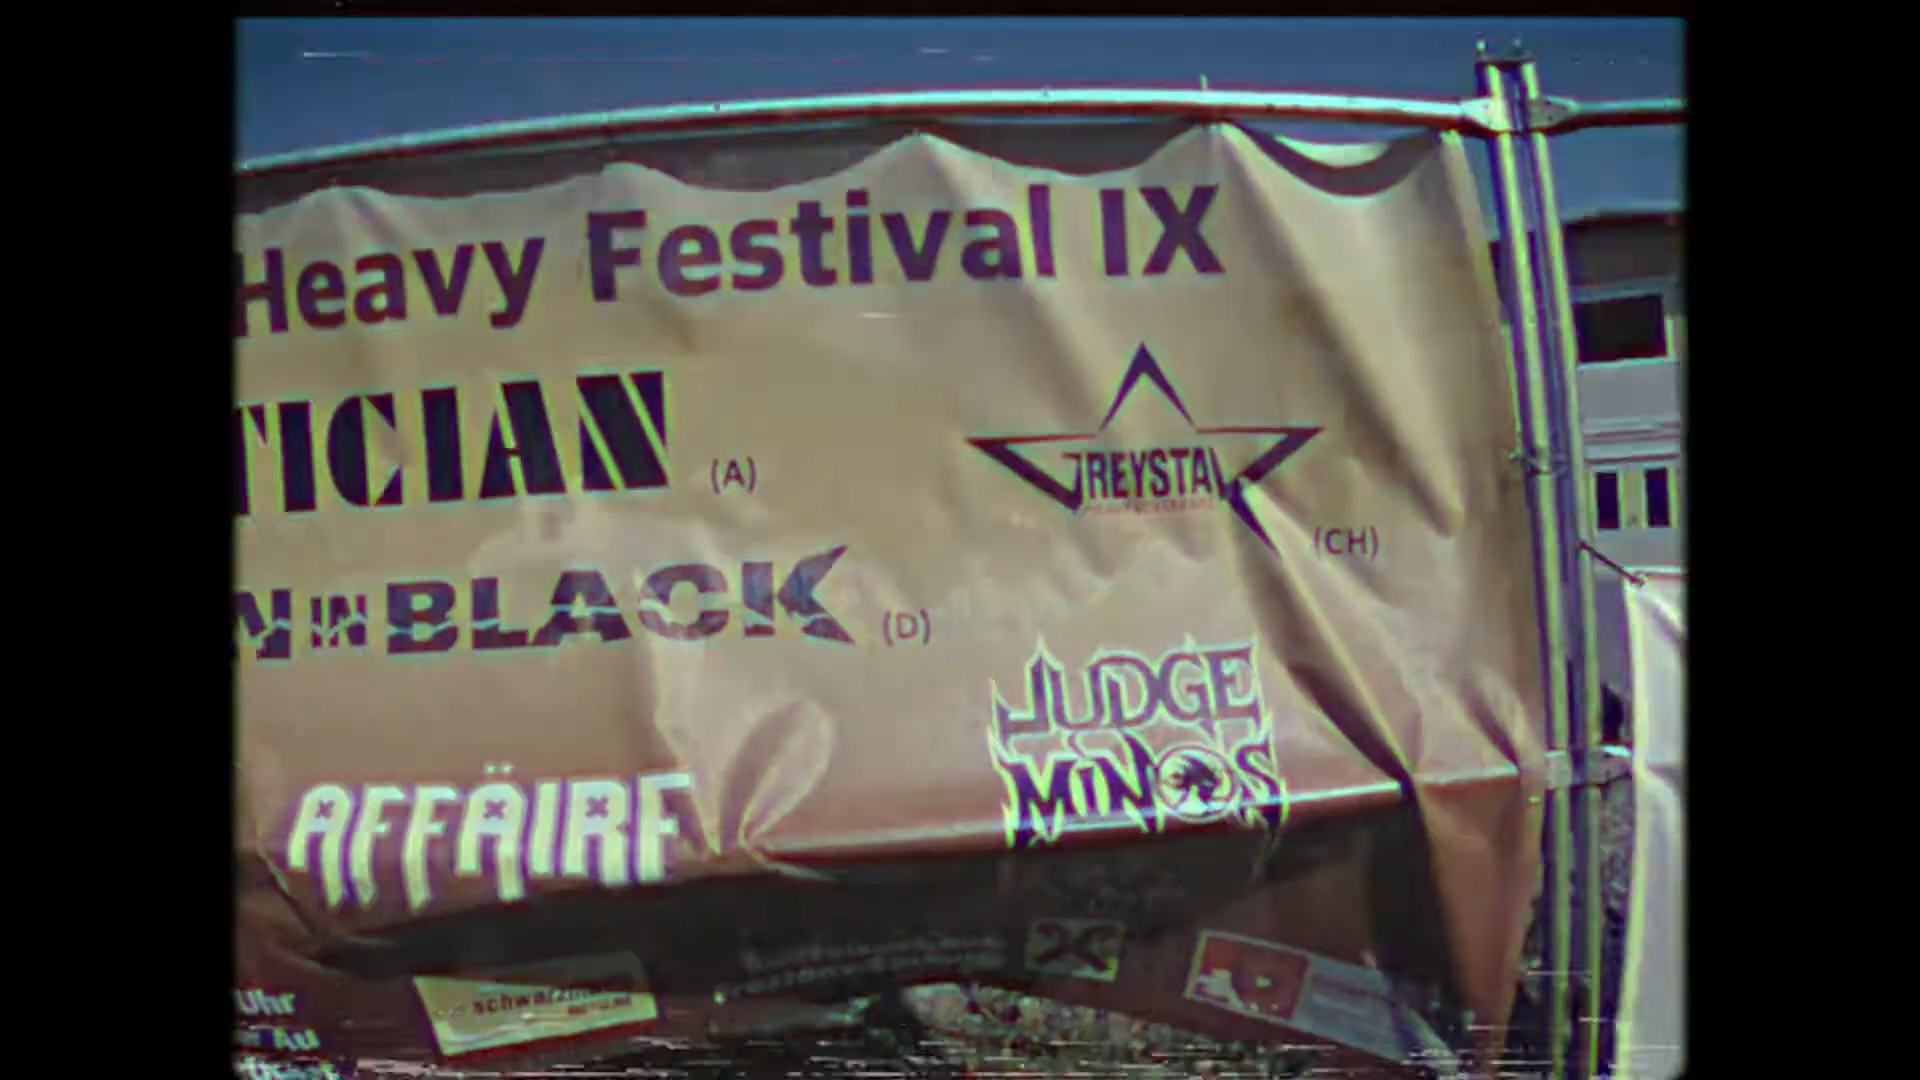 Heavy Festival IX
TICIAN (A)
REYSTA
(CH)
N IN BLACK (D)
JUDGE
MINOS
AFFÄIRE
Uhr
Au